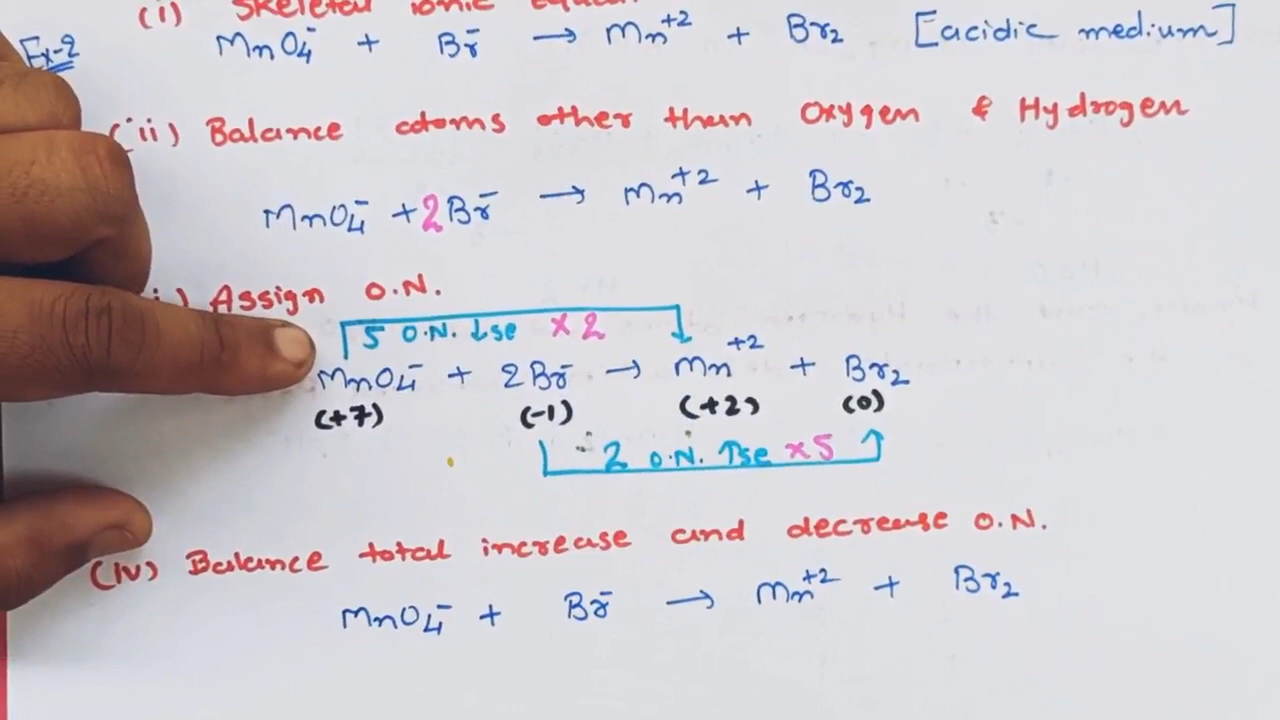 (i) Skeletal ionic
Ex-2 MnO₄⁻ + Br⁻ → Mn⁺² + Br₂ [acidic medium]
(ii) Balance atoms other than Oxygen & Hydrogen
MnO₄⁻ + 2Br⁻ → Mn⁺² + Br₂
Assign O.N.
5 O.N. ↓se × 2
MnO₄⁻ + 2Br⁻ → Mn⁺² + Br₂
(+7) (-1) (+2) (0)
2 O.N. ↑se ×5
(iv) Balance total increase and decrease O.N.
MnO₄⁻ + Br⁻ → Mn⁺² + Br₂